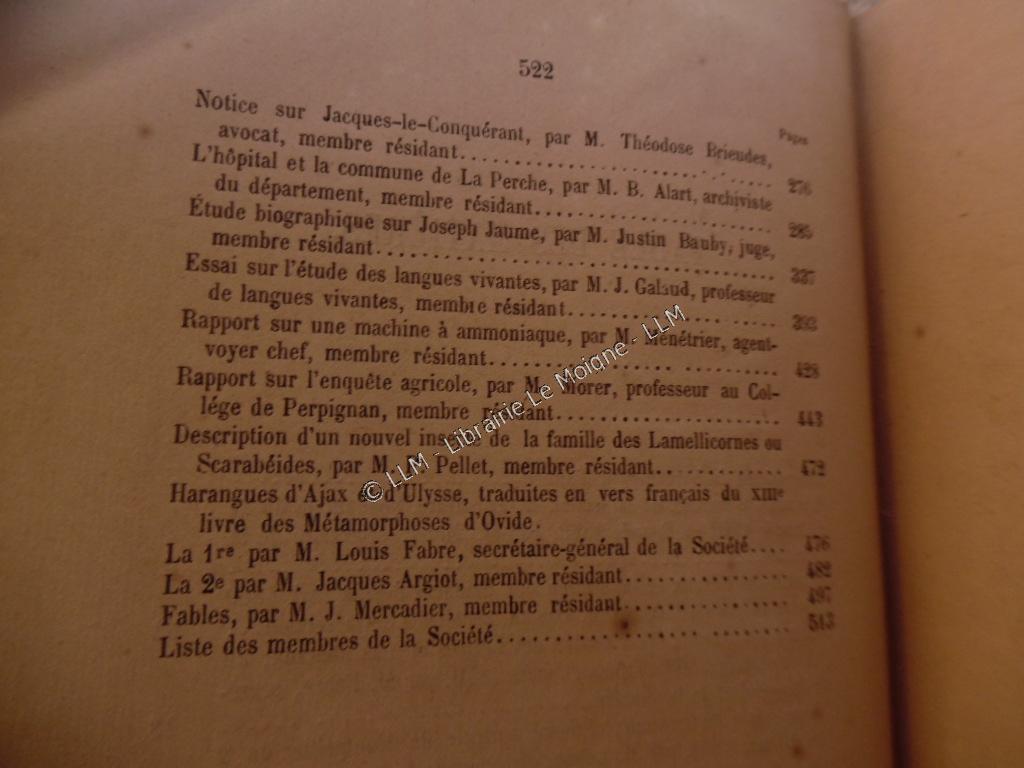 522
Pages
Notice sur Jacques-le-Conquérant, par M. Théodose Brieudes,
avocat, membre résidant........ 276
L'hôpital et la commune de La Perche, par M. B. Alart, archiviste
du département, membre résidant........ 285
Étude biographique sur Joseph Jaume, par M. Justin Bauby, juge,
membre résidant........ 337
Essai sur l'étude des langues vivantes, par M. J. Galaud, professeur
de langues vivantes, membre résidant........ 393
Rapport sur une machine à ammoniaque, par M. Ménétrier, agent-
voyer chef, membre résidant........ 428
Rapport sur l'enquête agricole, par M. Morer, professeur au Col-
lége de Perpignan, membre résidant........ 443
Description d'un nouvel insecte de la famille des Lamellicornes ou
Scarabéides, par M. Pellet, membre résidant........ 472
Harangues d'Ajax et d'Ulysse, traduites en vers français du XIIIe
livre des Métamorphoses d'Ovide.
La 1re par M. Louis Fabre, secrétaire-général de la Société.... 476
La 2e par M. Jacques Argiot, membre résidant........ 482
Fables, par M. J. Mercadier, membre résidant........ 497
Liste des membres de la Société........ 513
© LLM - Librairie Le Moigne - LLM